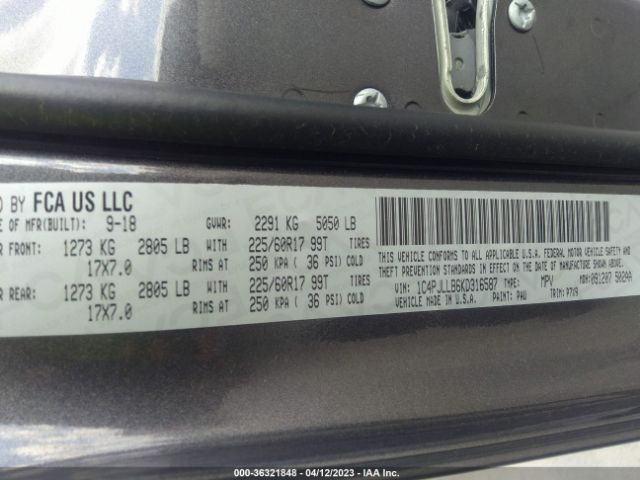 D BY FCA US LLC
E OF MFR(BUILT): 9-18 GVWR: 2291 KG 5050 LB
R FRONT: 1273 KG 2805 LB WITH 225/60R17 99T TIRES
17X7.0 RIMS AT 250 KPA( 36 PSI) COLD
R REAR: 1273 KG 2805 LB WITH 225/60R17 99T TIRES
17X7.0 RIMS AT 250 KPA( 36 PSI) COLD
THIS VEHICLE CONFORMS TO ALL APPLICABLE U.S.A. FEDERAL MOTOR VEHICLE SAFETY AND
THEFT PREVENTION STANDARDS IN EFFECT ON THE DATE OF MANUFACTURE SHOWN ABOVE.
VIN: 1C4PJLLB6KD316587 TYPE: MPV MDH:
VEHICLE MADE IN U.S.A. PAINT: PAU TRIM:
000-36321848 - 04/12/2023 - IAA Inc.